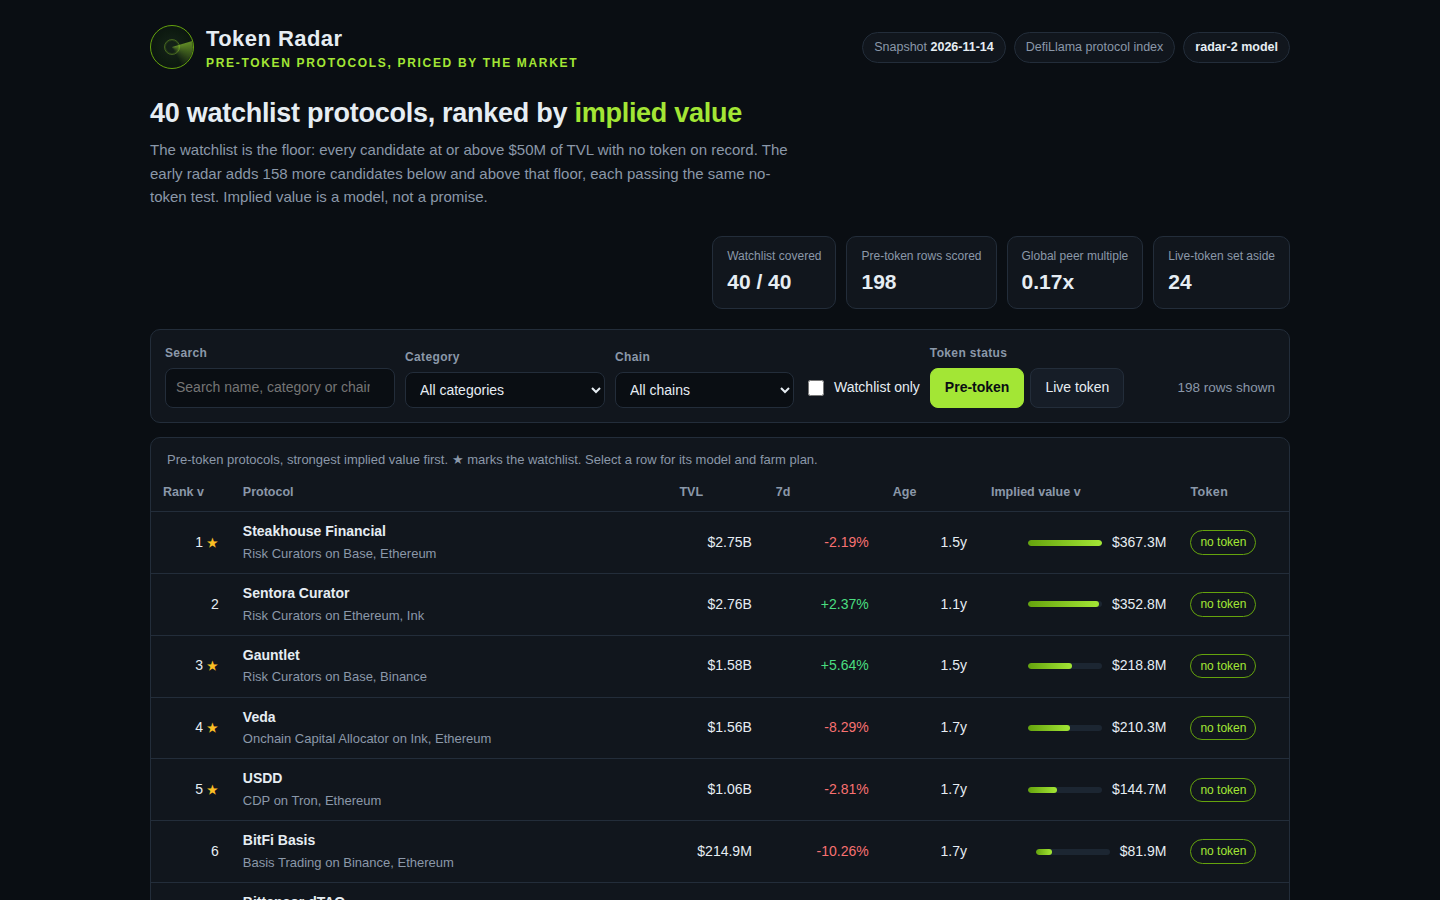 Token Radar
PRE-TOKEN PROTOCOLS, PRICED BY THE MARKET
Snapshot 2026-11-14
DefiLlama protocol index
radar-2 model
40 watchlist protocols, ranked by implied value
The watchlist is the floor: every candidate at or above $50M of TVL with no token on record. The
early radar adds 158 more candidates below and above that floor, each passing the same no-
token test. Implied value is a model, not a promise.
Watchlist covered
40 / 40
Pre-token rows scored
198
Global peer multiple
0.17x
Live-token set aside
24
Search
Search name, category or chain
Category
All categories
Chain
All chains
Watchlist only
Token status
Pre-token
Live token
198 rows shown
Pre-token protocols, strongest implied value first. ★ marks the watchlist. Select a row for its model and farm plan.
Rank v Protocol TVL 7d Age Implied value v Token
1 ★ Steakhouse Financial $2.75B -2.19% 1.5y $367.3M no token
Risk Curators on Base, Ethereum
2 Sentora Curator $2.76B +2.37% 1.1y $352.8M no token
Risk Curators on Ethereum, Ink
3 ★ Gauntlet $1.58B +5.64% 1.5y $218.8M no token
Risk Curators on Base, Binance
4 ★ Veda $1.56B -8.29% 1.7y $210.3M no token
Onchain Capital Allocator on Ink, Ethereum
5 ★ USDD $1.06B -2.81% 1.7y $144.7M no token
CDP on Tron, Ethereum
6 BitFi Basis $214.9M -10.26% 1.7y $81.9M no token
Basis Trading on Binance, Ethereum